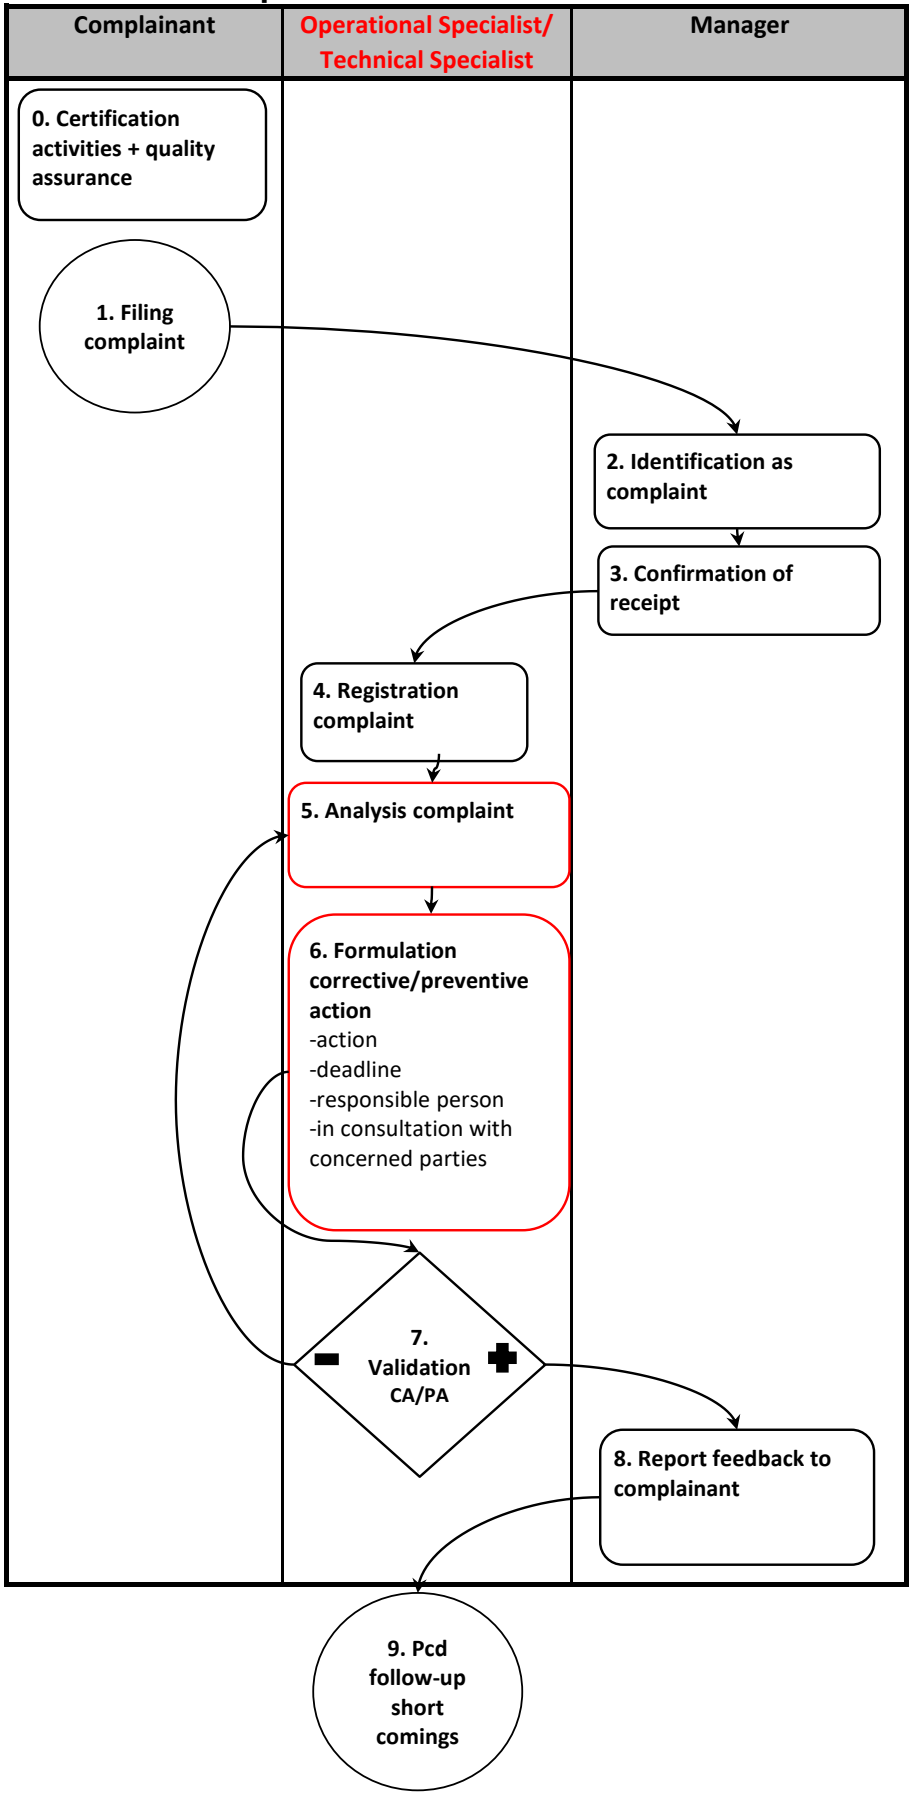 Complainant
Operational Specialist/
Technical Specialist
Manager
0. Certification
activities + quality
assurance
1. Filing
complaint
2. Identification as
complaint
3. Confirmation of
receipt
4. Registration
complaint
5. Analysis complaint
6. Formulation
corrective/preventive
action
-action
-deadline
-responsible person
-in consultation with
concerned parties
7.
Validation
CA/PA
8. Report feedback to
complainant
9. Pcd
follow-up
short
comings